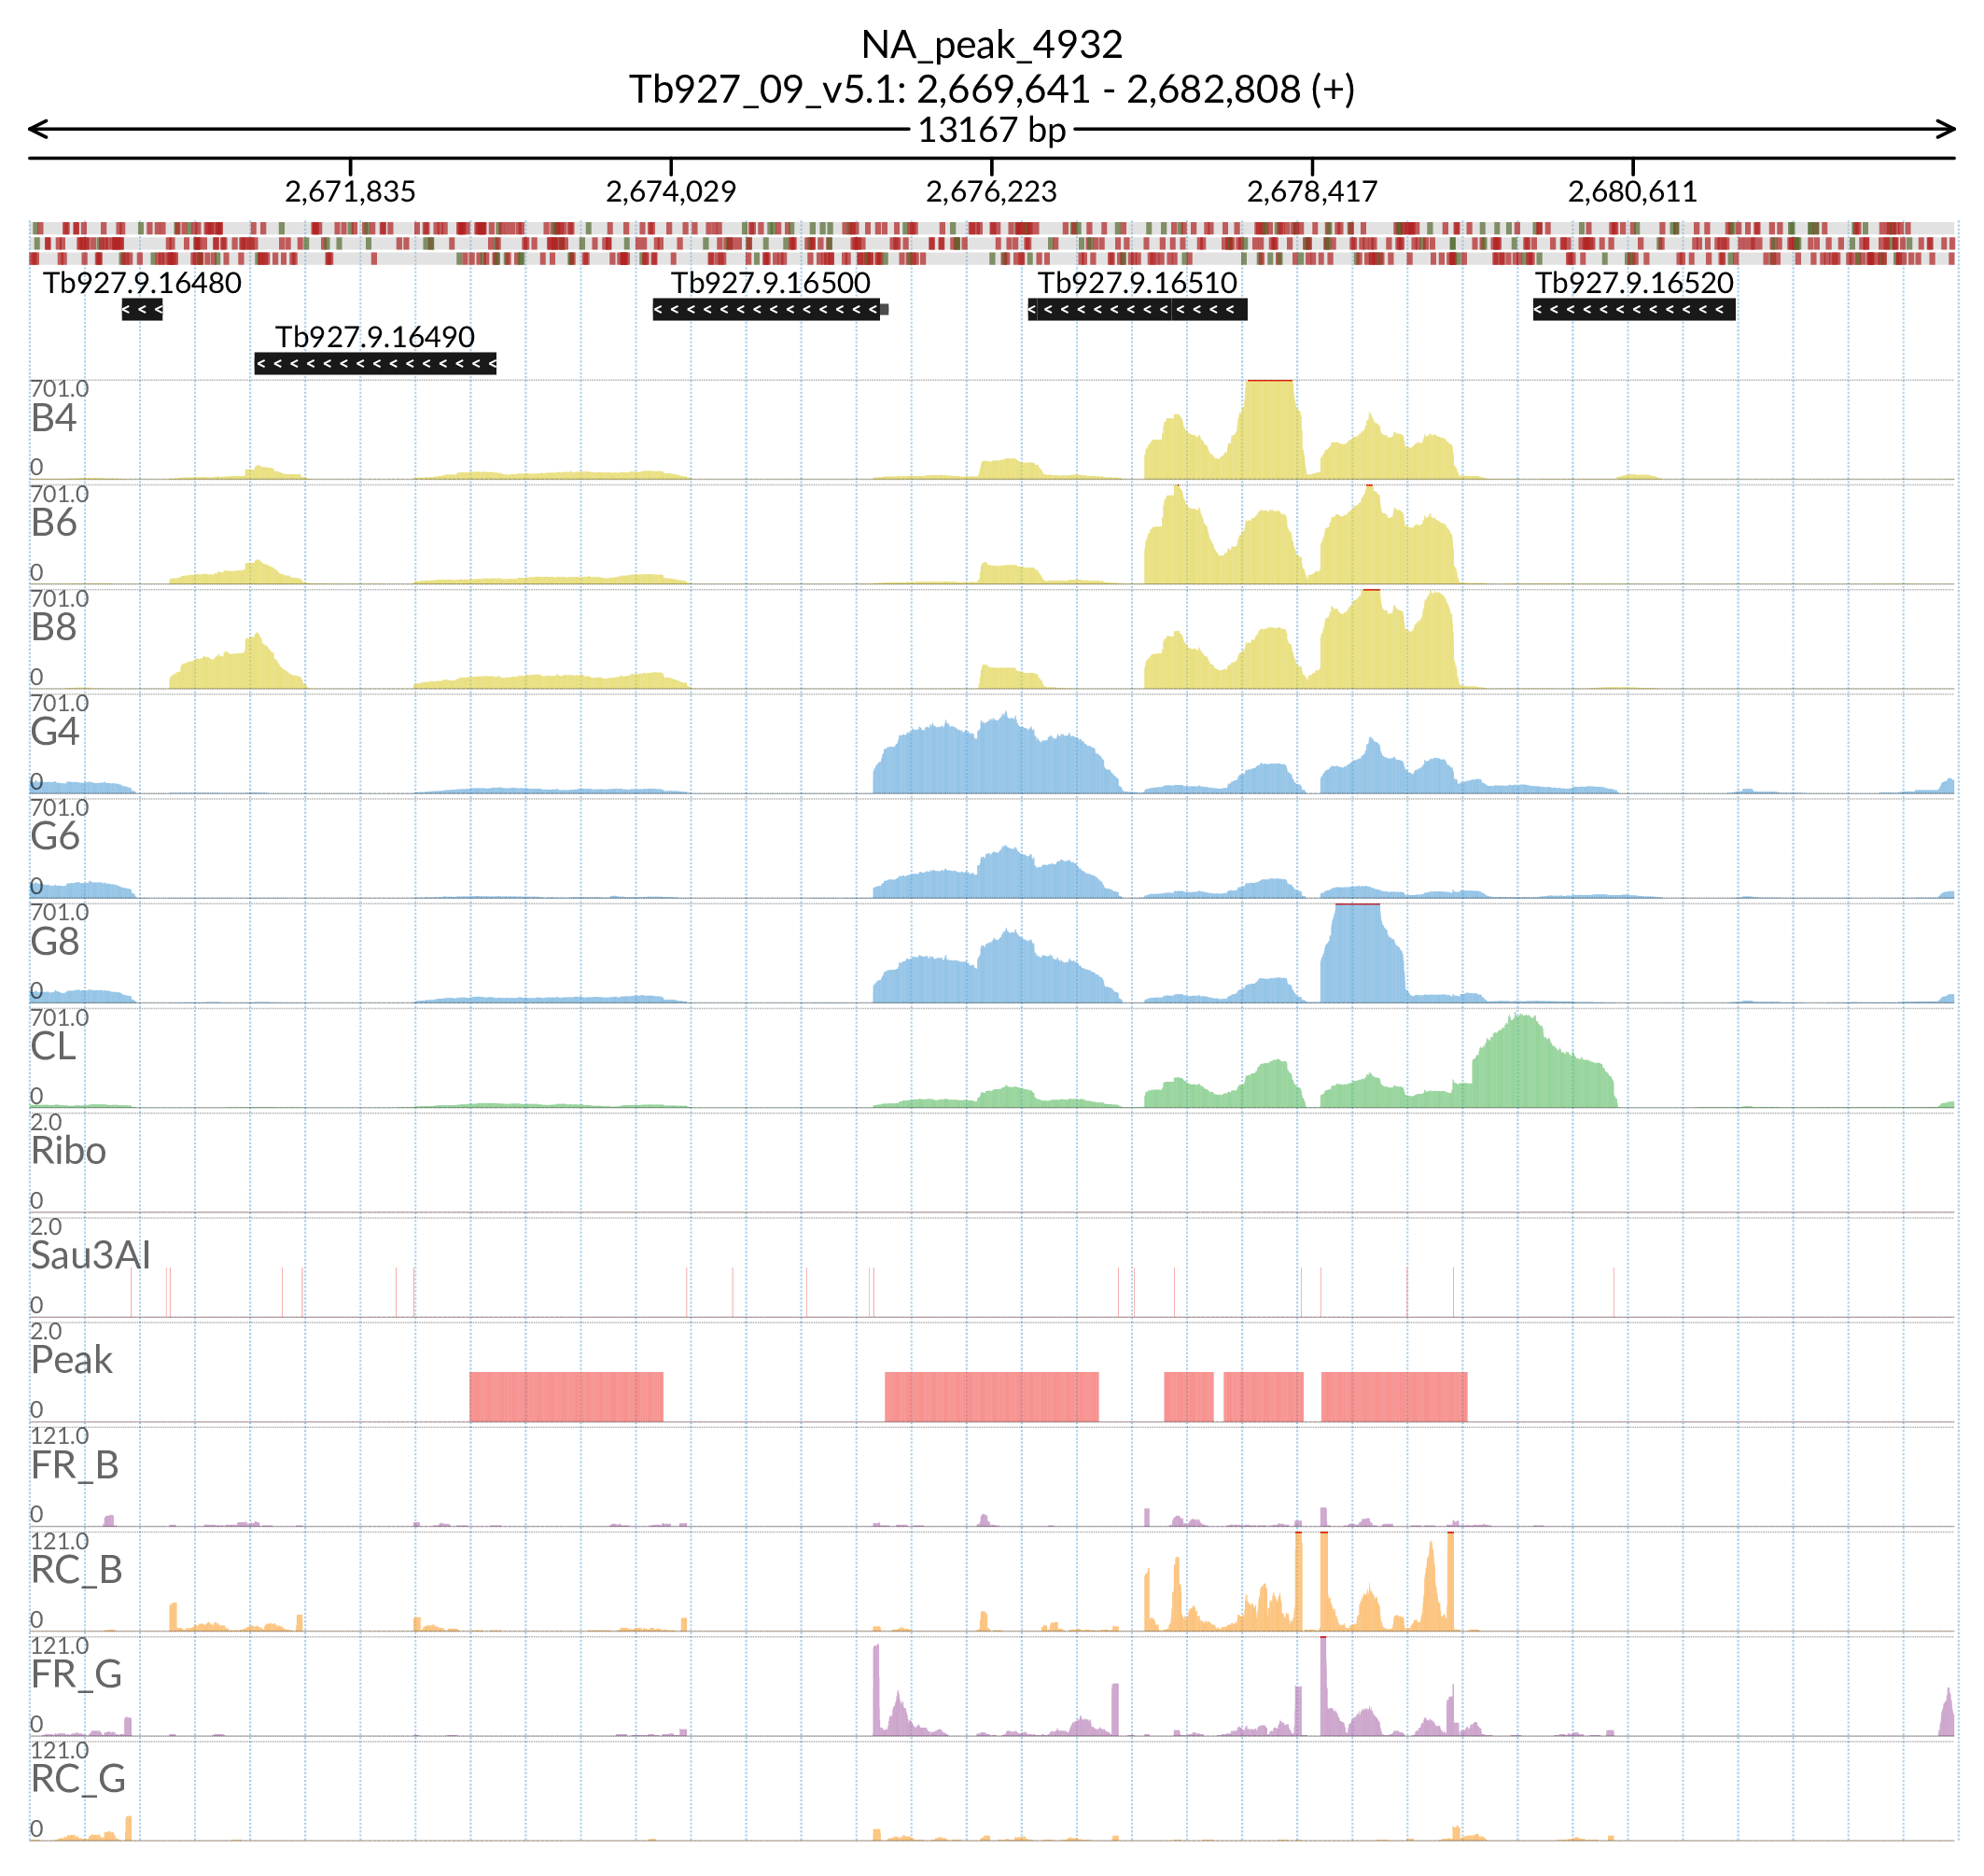 NA_peak_4932
Tb927_09_v5.1: 2,669,641 - 2,682,808 (+)
13167 bp
2,671,835 2,674,029 2,676,223 2,678,417 2,680,611
Tb927.9.16480 Tb927.9.16500 Tb927.9.16510 Tb927.9.16520
Tb927.9.16490
701.0
B4
0
701.0
B6
0
701.0
B8
0
701.0
G4
0
701.0
G6
0
701.0
G8
0
701.0
CL
0
2.0
Ribo
0
2.0
Sau3AI
0
2.0
Peak
0
121.0
FR_B
0
121.0
RC_B
0
121.0
FR_G
0
121.0
RC_G
0